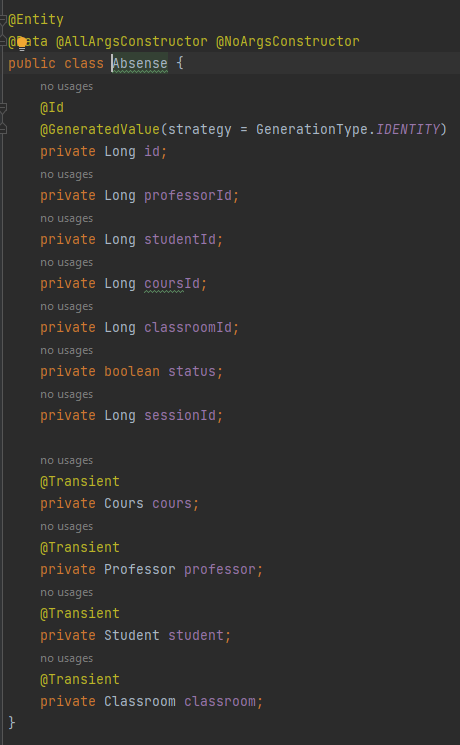 @Entity
@Data @AllArgsConstructor @NoArgsConstructor
public class Absense {
no usages
@Id
@GeneratedValue(strategy = GenerationType.IDENTITY)
private Long id;
no usages
private Long professorId;
no usages
private Long studentId;
no usages
private Long coursId;
no usages
private Long classroomId;
no usages
private boolean status;
no usages
private Long sessionId;
no usages
@Transient
private Cours cours;
no usages
@Transient
private Professor professor;
no usages
@Transient
private Student student;
no usages
@Transient
private Classroom classroom;
}